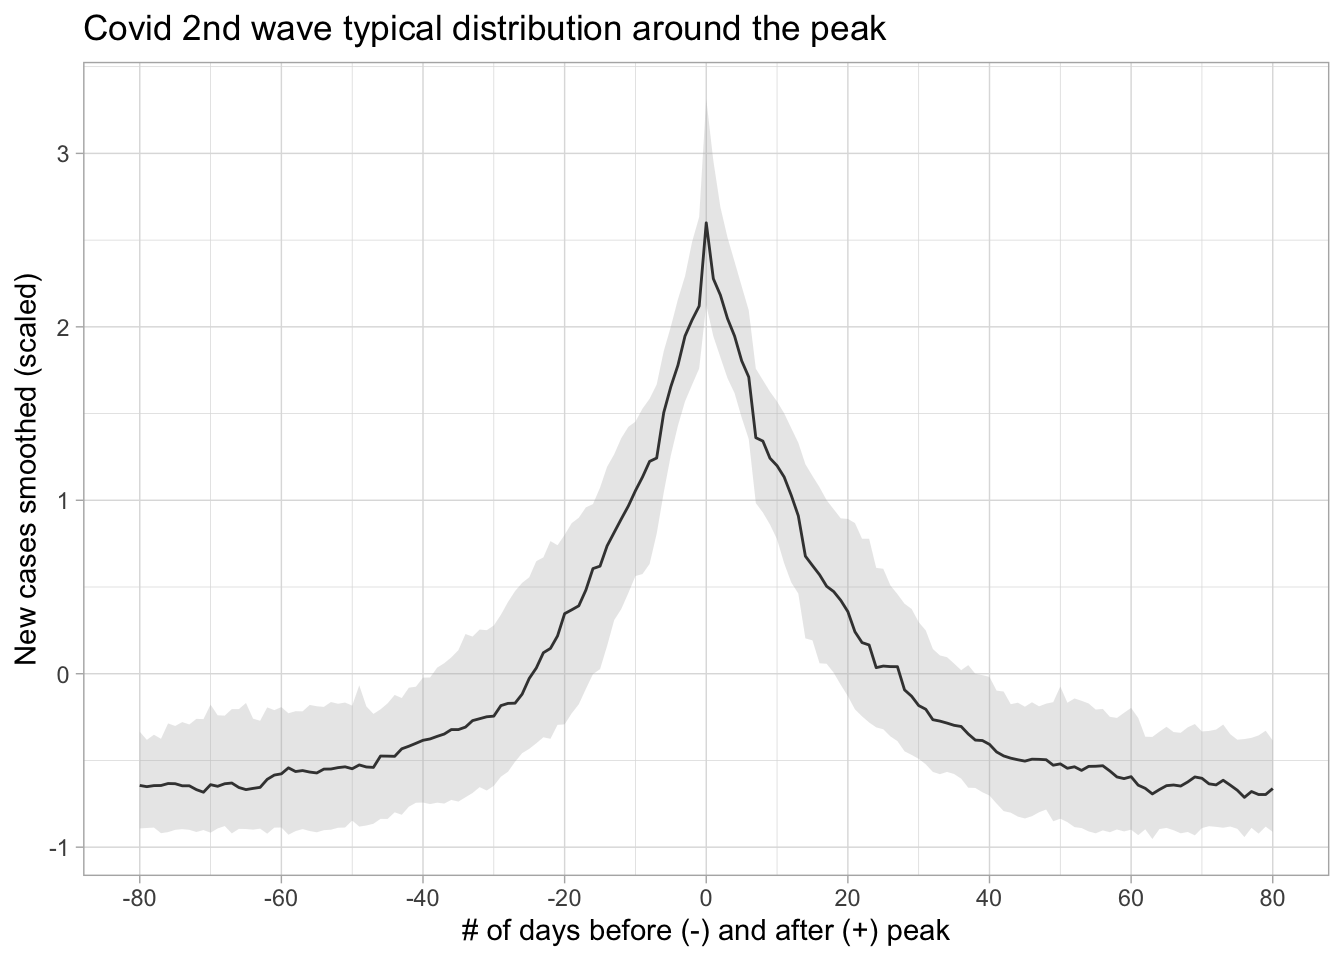 Covid 2nd wave typical distribution around the peak
New cases smoothed (scaled)
3
2
1
0
-1
-80 -60 -40 -20 0 20 40 60 80
# of days before (-) and after (+) peak